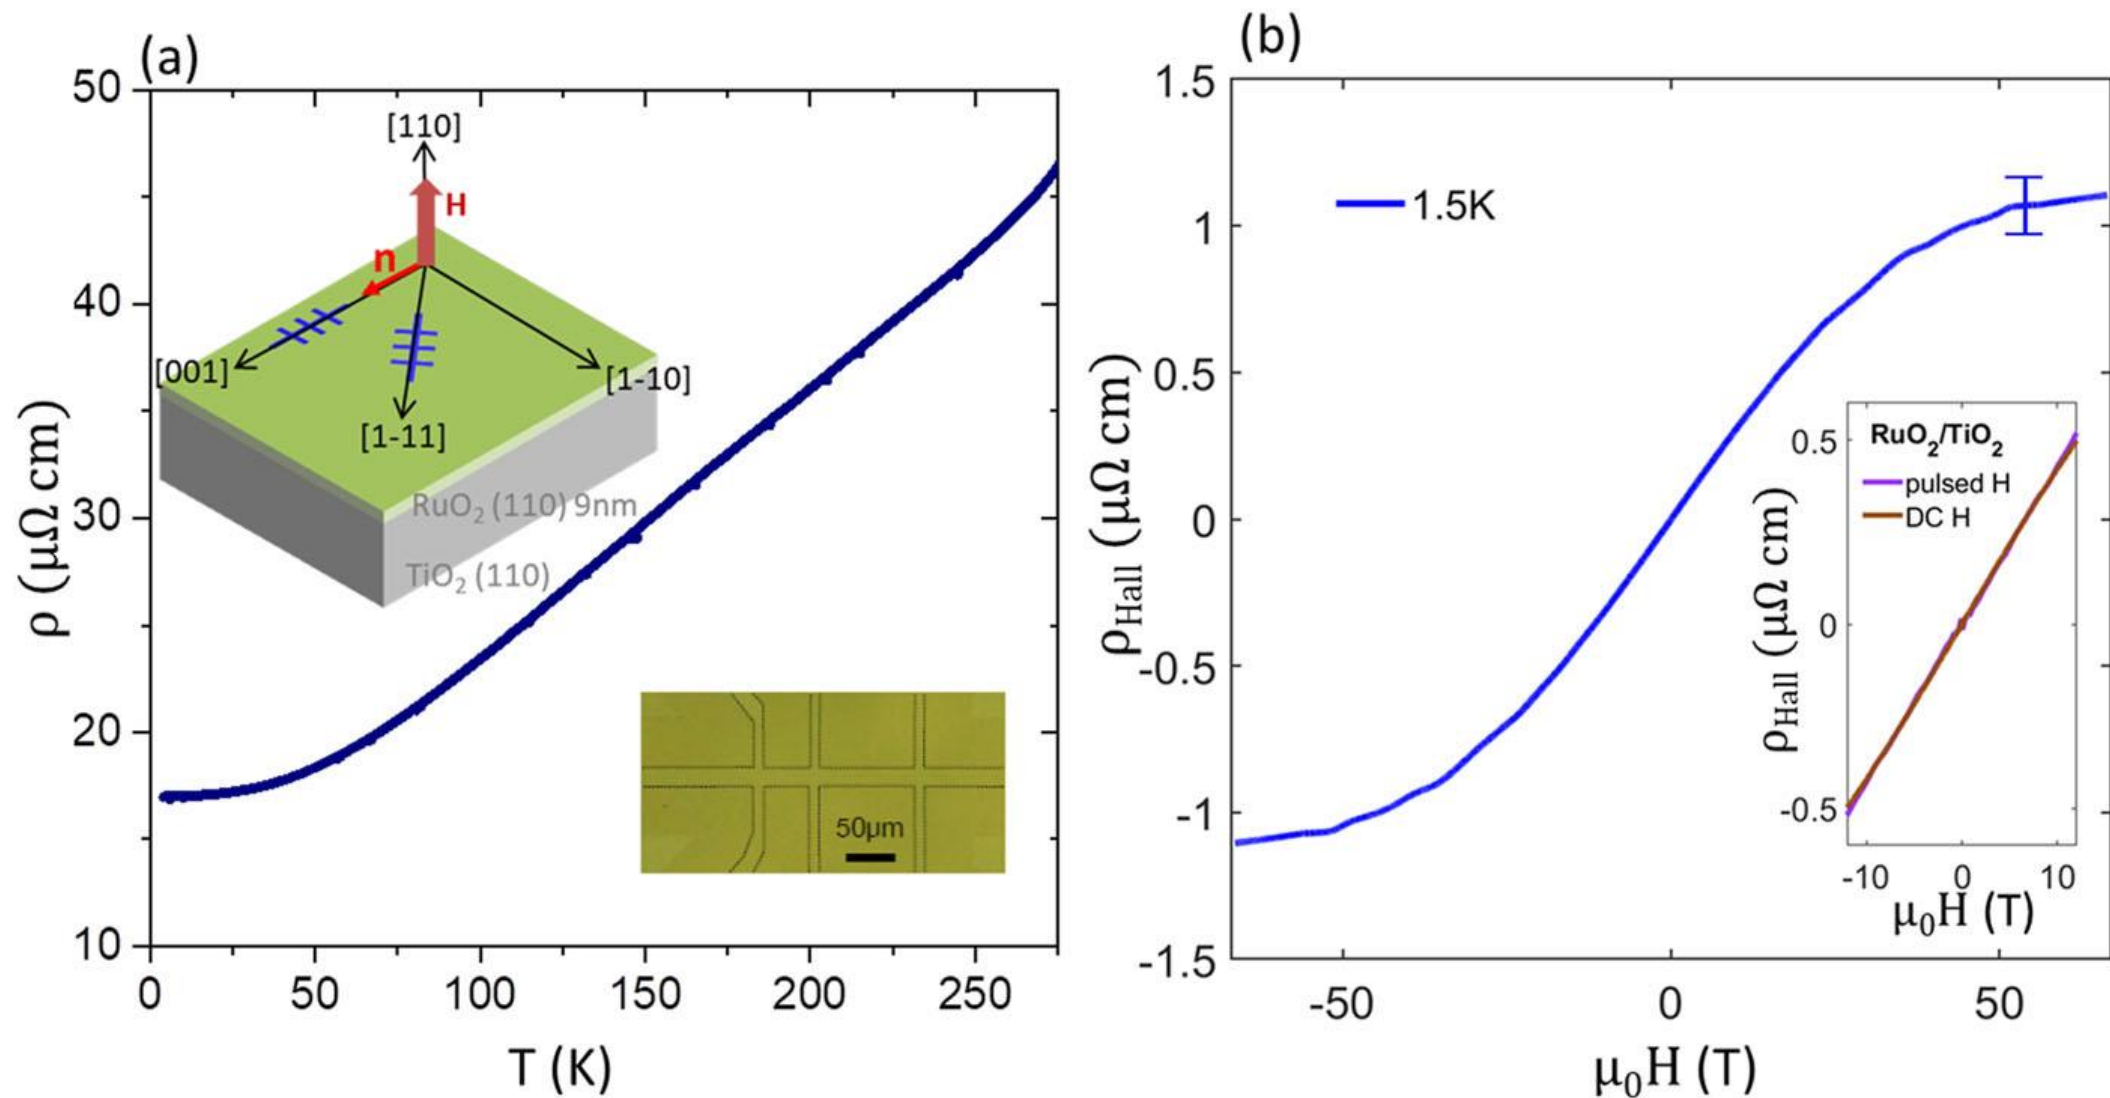 (a)
50
40
30
20
10
ρ (μΩ cm)
[110]
H
n
[001]
[1-10]
[1-11]
RuO₂ (110) 9nm
TiO₂ (110)
50μm
0 50 100 150 200 250
T (K)
(b)
1.5
1
0.5
0
-0.5
-1
-1.5
ρHall (μΩ cm)
1.5K
RuO₂/TiO₂
pulsed H
DC H
0.5
0
-0.5
ρHall (μΩ cm)
-10 0 10
μ₀H (T)
-50 0 50
μ₀H (T)